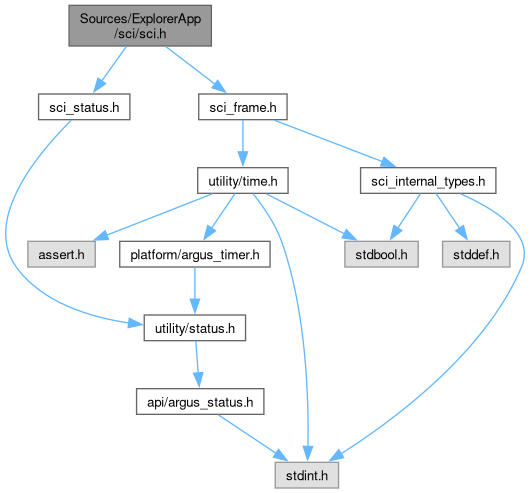 Sources/ExplorerApp
/sci/sci.h
sci_status.h
sci_frame.h
utility/time.h
sci_internal_types.h
assert.h
platform/argus_timer.h
stdbool.h
stddef.h
utility/status.h
api/argus_status.h
stdint.h